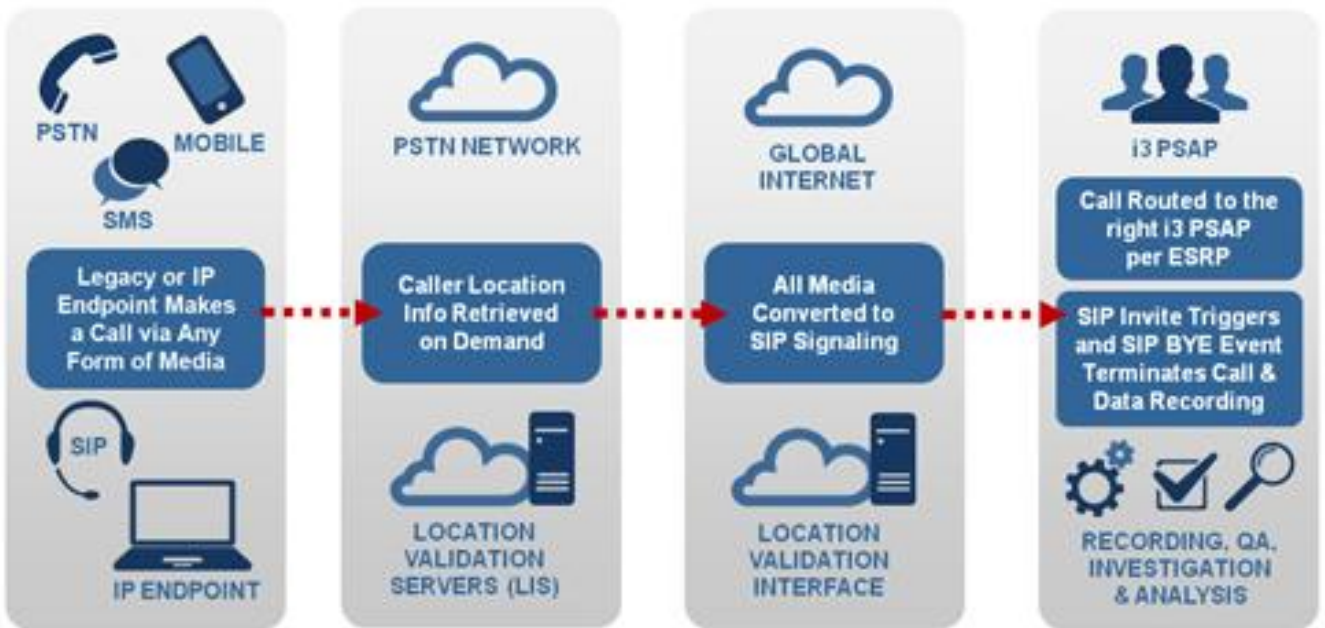 PSTN
MOBILE
SMS
Legacy or IP
Endpoint Makes
a Call via Any
Form of Media
SIP
IP ENDPOINT
PSTN NETWORK
Caller Location
Info Retrieved
on Demand
LOCATION
VALIDATION
SERVERS (LIS)
GLOBAL
INTERNET
All Media
Converted to
SIP Signaling
LOCATION
VALIDATION
INTERFACE
i3 PSAP
Call Routed to the
right i3 PSAP
per ESRP
SIP Invite Triggers
and SIP BYE Event
Terminates Call &
Data Recording
RECORDING, QA,
INVESTIGATION
& ANALYSIS